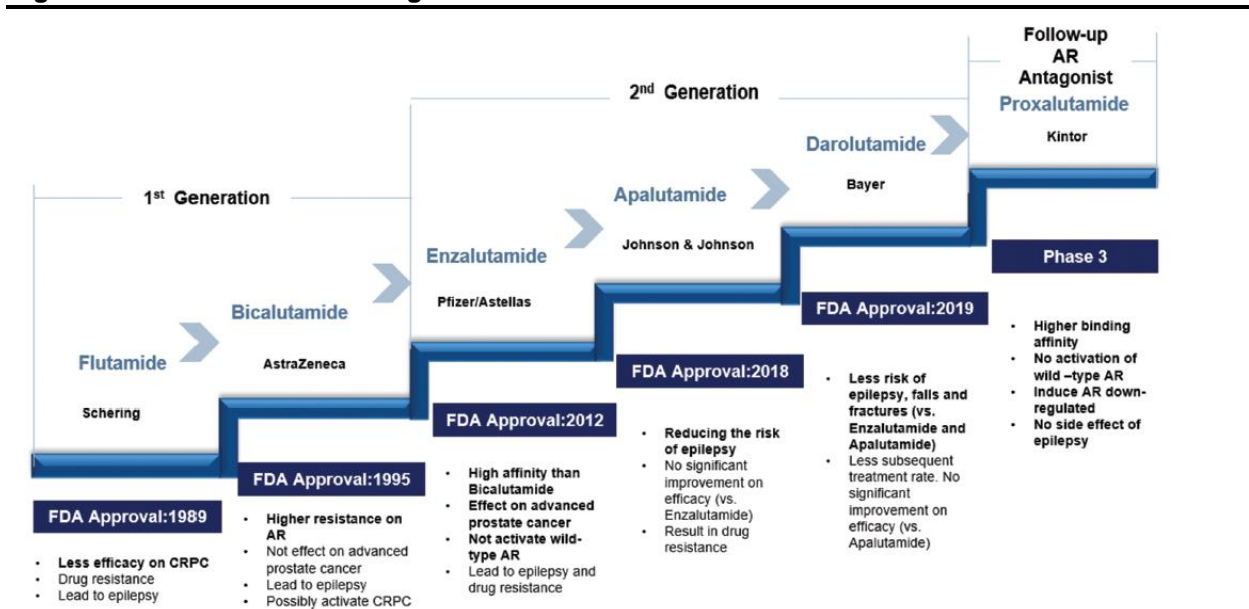 Follow-up
AR
Antagonist
2nd Generation
Proxalutamide
Kintor
Darolutamide
Bayer
1st Generation
Apalutamide
Johnson & Johnson
Enzalutamide
Pfizer/Astellas
Bicalutamide
AstraZeneca
Flutamide
Schering
Phase 3
• Higher binding
affinity
• No activation of
wild –type AR
• Induce AR down-
regulated
• No side effect of
epilepsy
FDA Approval:2019
• Less risk of
epilepsy, falls and
fractures (vs.
Enzalutamide and
Apalutamide)
• Less subsequent
treatment rate. No
significant
improvement on
efficacy (vs.
Apalutamide)
FDA Approval:2018
• Reducing the risk
of epilepsy
• No significant
improvement on
efficacy (vs.
Enzalutamide)
• Result in drug
resistance
FDA Approval:2012
• High affinity than
Bicalutamide
• Effect on advanced
prostate cancer
• Not activate wild-
type AR
• Lead to epilepsy and
drug resistance
FDA Approval:1995
• Higher resistance on
AR
• Not effect on advanced
prostate cancer
• Lead to epilepsy
• Possibly activate CRPC
FDA Approval:1989
• Less efficacy on CRPC
• Drug resistance
• Lead to epilepsy